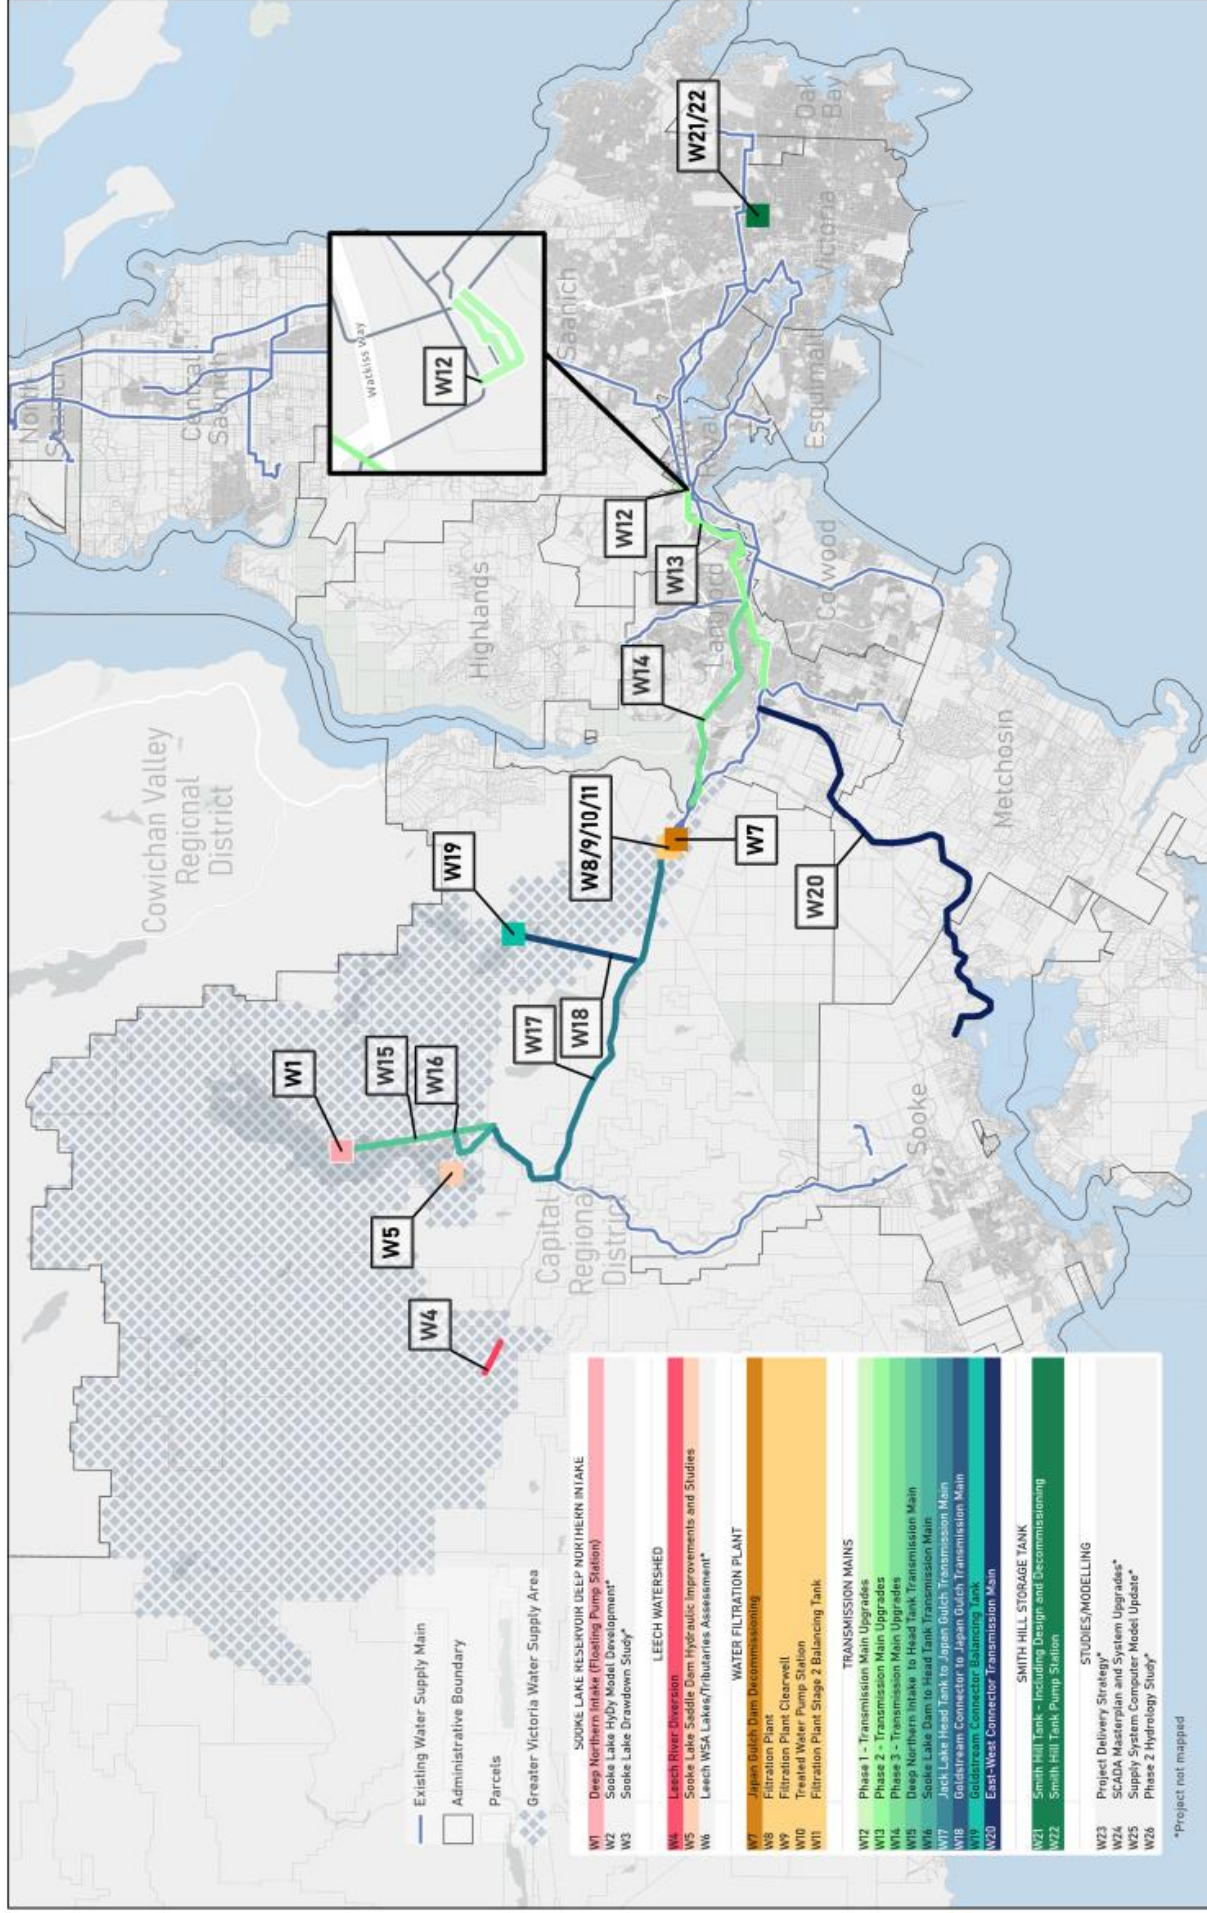 Existing Water Supply Main
Administrative Boundary
Parcels
Greater Victoria Water Supply Area
SOOKE LAKE RESERVOIR DEEP NORTHERN INTAKE
W1 Deep Northern Intake (Floating Pump Station)
W2 Sooke Lake HyDy Model Development*
W3 Sooke Lake Drawdown Study*
LEECH WATERSHED
W4 Leech River Diversion
W5 Sooke Lake Saddle Dam Hydraulic Improvements and Studies
W6 Leech WSA Lakes/Tributaries Assessment*
WATER FILTRATION PLANT
W7 Japan Gulch Dam Decommissioning
W8 Filtration Plant
W9 Filtration Plant Clearwell
W10 Treated Water Pump Station
W11 Filtration Plant Stage 2 Balancing Tank
TRANSMISSION MAINS
W12 Phase 1 - Transmission Main Upgrades
W13 Phase 2 - Transmission Main Upgrades
W14 Phase 3 - Transmission Main Upgrades
W15 Deep Northern Intake to Head Tank Transmission Main
W16 Sooke Lake Dam to Head Tank Transmission Main
W17 Jack Lake Head Tank to Japan Gulch Transmission Main
W18 Goldstream Connector to Japan Gulch Transmission Main
W19 Goldstream Connector Balancing Tank
W20 East-West Connector Transmission Main
SMITH HILL STORAGE TANK
W21 Smith Hill Tank - Including Design and Decommissioning
W22 Smith Hill Tank Pump Station
STUDIES/MODELLING
W23 Project Delivery Strategy*
W24 SCADA Masterplan and System Upgrades*
W25 Supply System Computer Model Update*
W26 Phase 2 Hydrology Study*
*Project not mapped
W4
W5
W1
W15
W16
W17
W18
W19
W8/9/10/11
W7
W20
W14
W13
W12
W12
Watkiss Way
W21/22
Cowichan Valley
Regional
District
Capital
Regional
District
Sooke
Metchosin
Highlands
Langford
Colwood
Royal
Esquimalt
Saanich
Victoria
Oak
Bay
Central
Saanich
North
Saanich